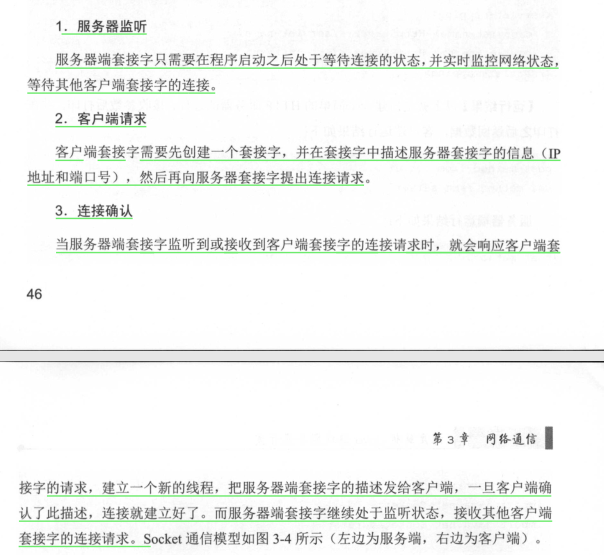 1．服务器监听
服务器端套接字只需要在程序启动之后处于等待连接的状态，并实时监控网络状态，
等待其他客户端套接字的连接。
2．客户端请求
客户端套接字需要先创建一个套接字，并在套接字中描述服务器套接字的信息（IP
地址和端口号），然后再向服务器套接字提出连接请求。
3．连接确认
当服务器端套接字监听到或接收到客户端套接字的连接请求时，就会响应客户端套
46
第 3 章 网络通信
接字的请求，建立一个新的线程，把服务器端套接字的描述发给客户端，一旦客户端确
认了此描述，连接就建立好了。而服务器端套接字继续处于监听状态，接收其他客户端
套接字的连接请求。Socket 通信模型如图 3-4 所示（左边为服务端，右边为客户端）。